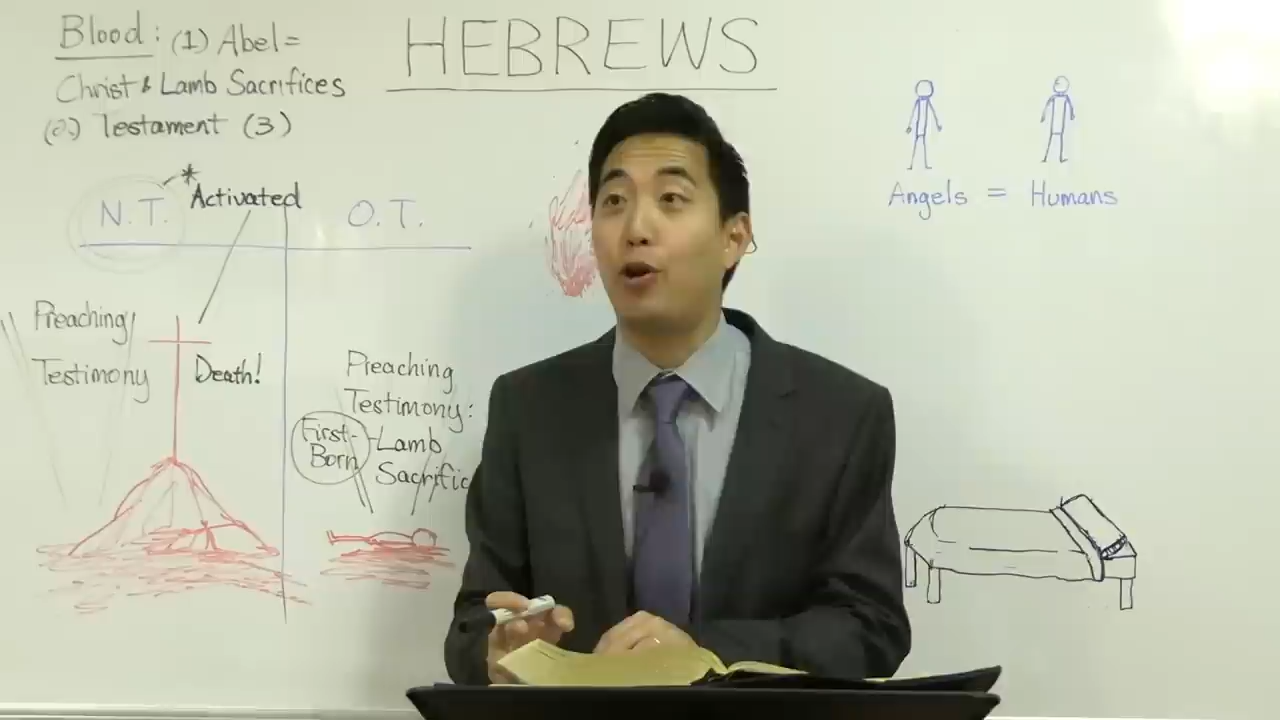 Blood: (1) Abel=
Christ & Lamb Sacrifices
(2.) Testament (3)
HEBREWS
Angels = Humans
N.T. * Activated
O.T.
Preaching
Testimony
Death!
Preaching
Testimony:
First-
Born
Lamb
Sacrific